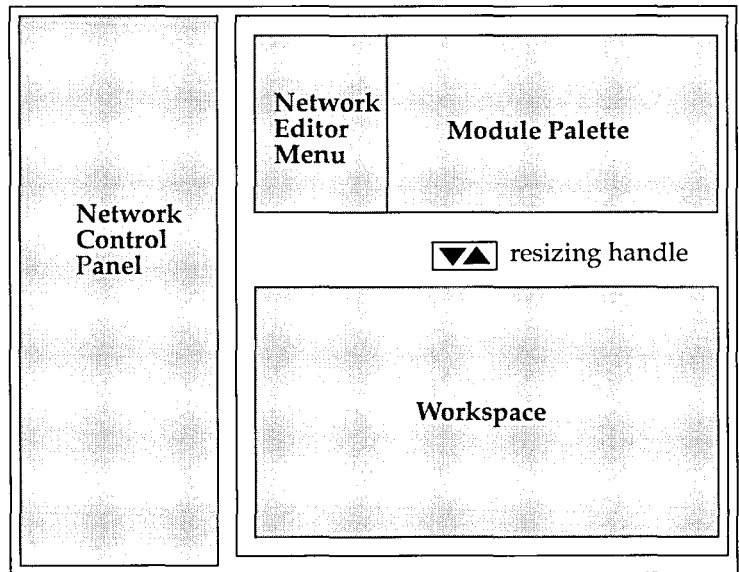 Network
Control
Panel
Network
Editor
Menu
Module Palette
resizing handle
Workspace